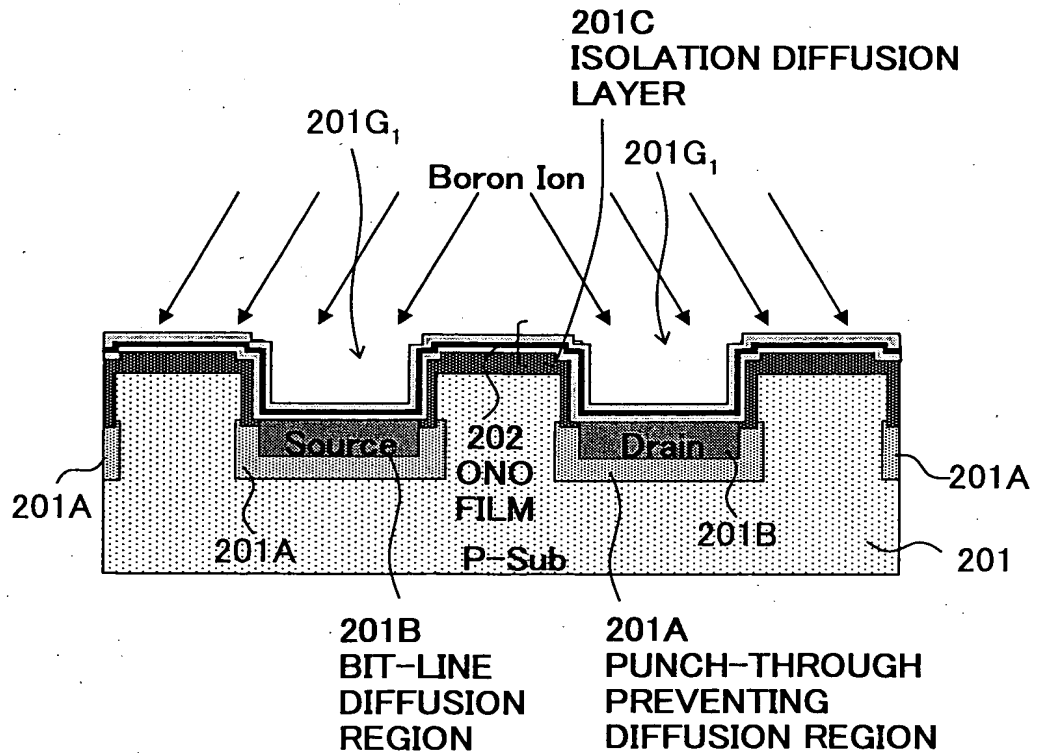 201C
ISOLATION DIFFUSION
LAYER
201G₁
201G₁
Boron Ion
Source
Drain
202
ONO
FILM
201A
201A
201B
201A
P-Sub
201
201B
BIT-LINE
DIFFUSION
REGION
201A
PUNCH-THROUGH
PREVENTING
DIFFUSION REGION